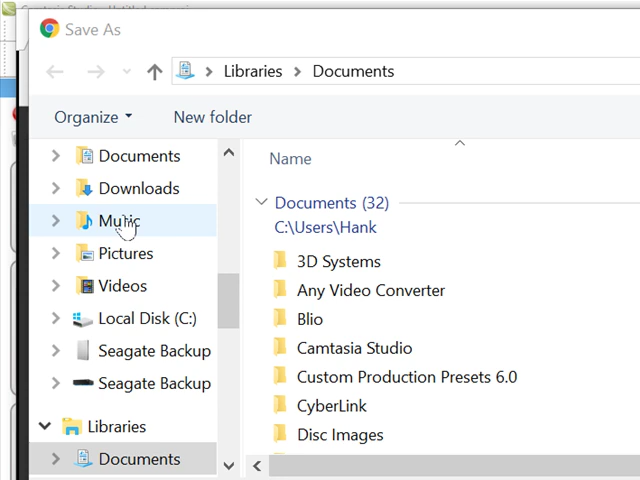 Save As
Libraries > Documents
Organize New folder
Documents
Downloads
Music
Pictures
Videos
Local Disk (C:)
Seagate Backup
Seagate Backup
Libraries
Documents
Name
Documents (32)
C:\Users\Hank
3D Systems
Any Video Converter
Blio
Camtasia Studio
Custom Production Presets 6.0
CyberLink
Disc Images